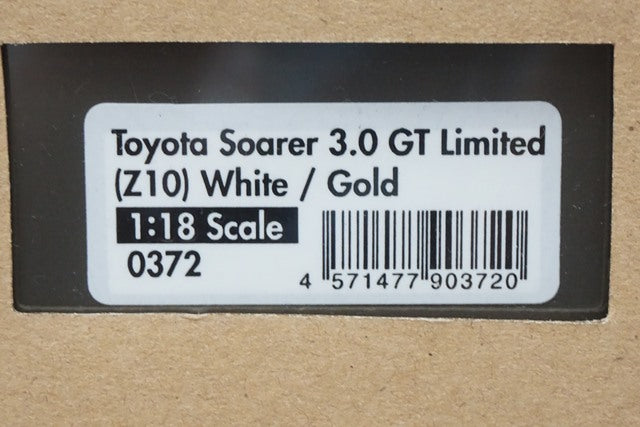 Toyota Soarer 3.0 GT Limited
(Z10) White / Gold
1:18 Scale
0372
4 571477 903720